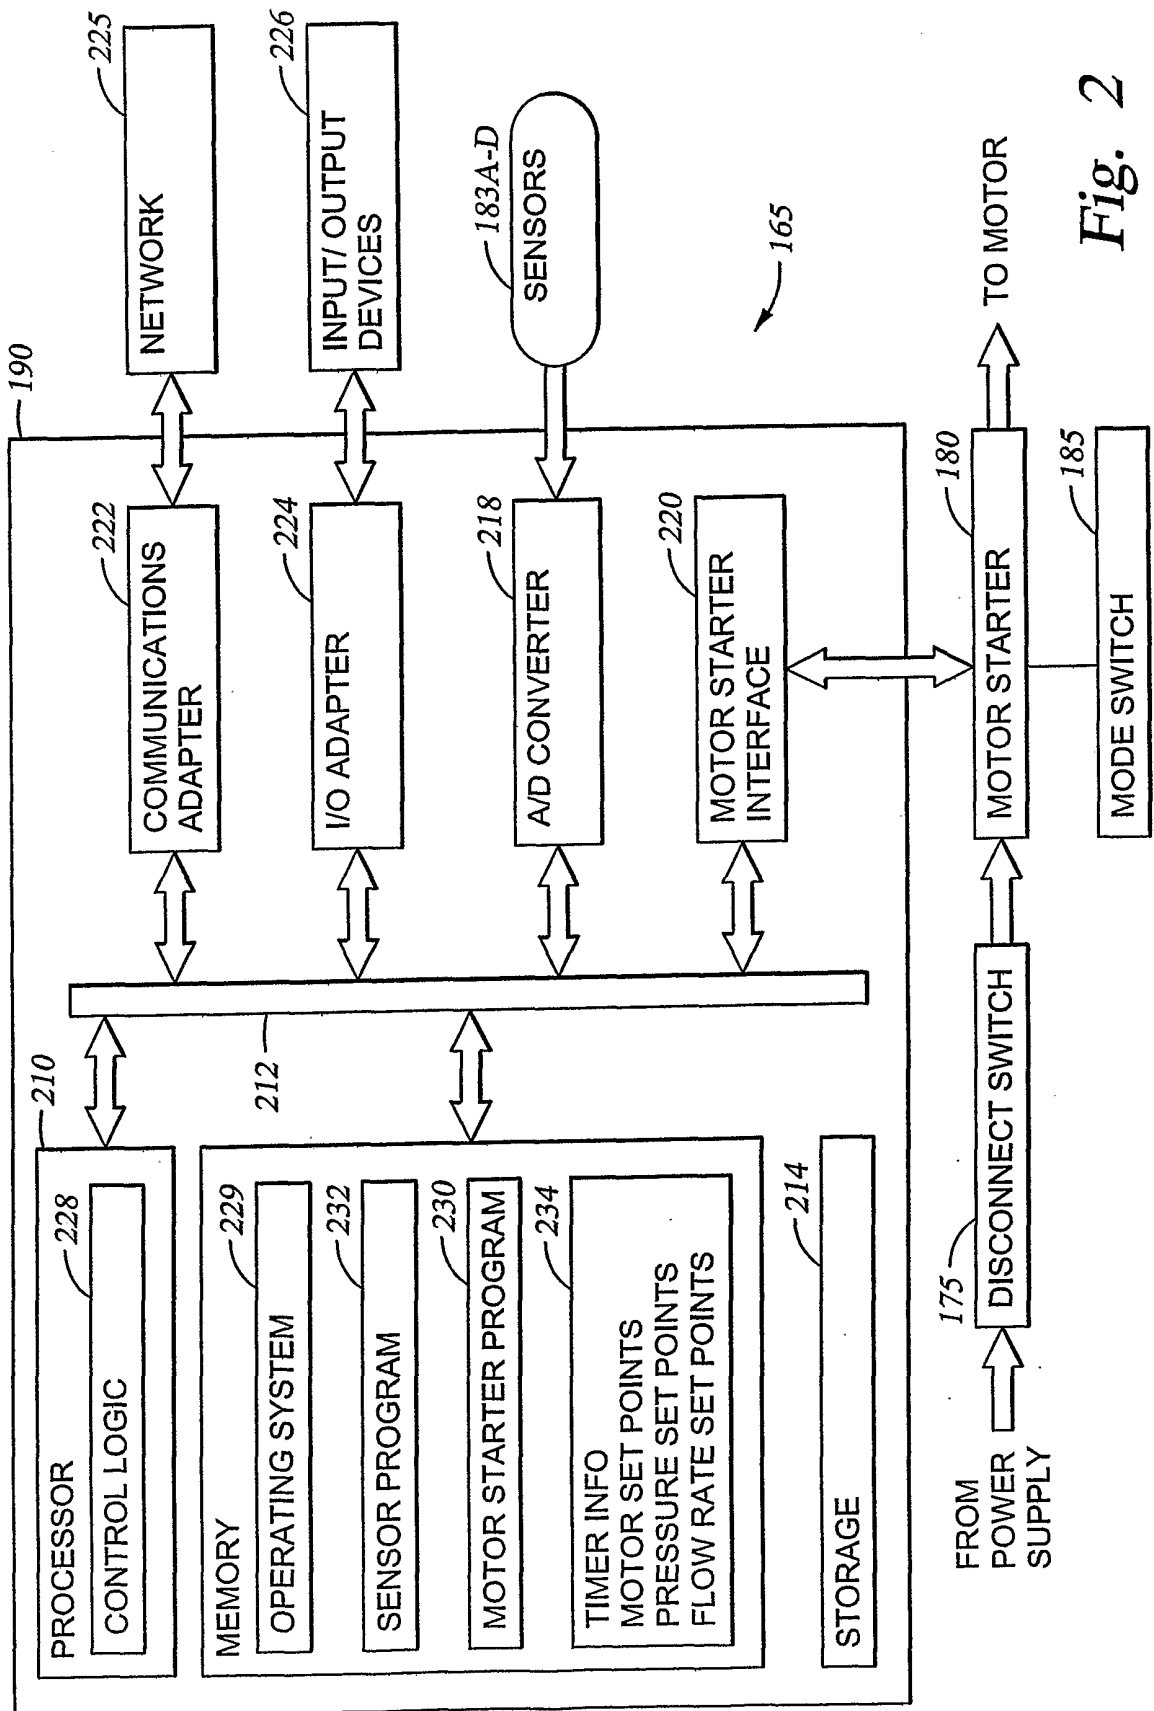 190
210
PROCESSOR
228
CONTROL LOGIC
MEMORY
229
OPERATING SYSTEM
232
SENSOR PROGRAM
230
MOTOR STARTER PROGRAM
234
TIMER INFO
MOTOR SET POINTS
PRESSURE SET POINTS
FLOW RATE SET POINTS
214
STORAGE
212
222
COMMUNICATIONS
ADAPTER
224
I/O ADAPTER
218
A/D CONVERTER
220
MOTOR STARTER
INTERFACE
225
NETWORK
226
INPUT/ OUTPUT
DEVICES
183A-D
SENSORS
165
FROM
POWER
SUPPLY
175
DISCONNECT SWITCH
180
MOTOR STARTER
185
MODE SWITCH
TO MOTOR
Fig. 2